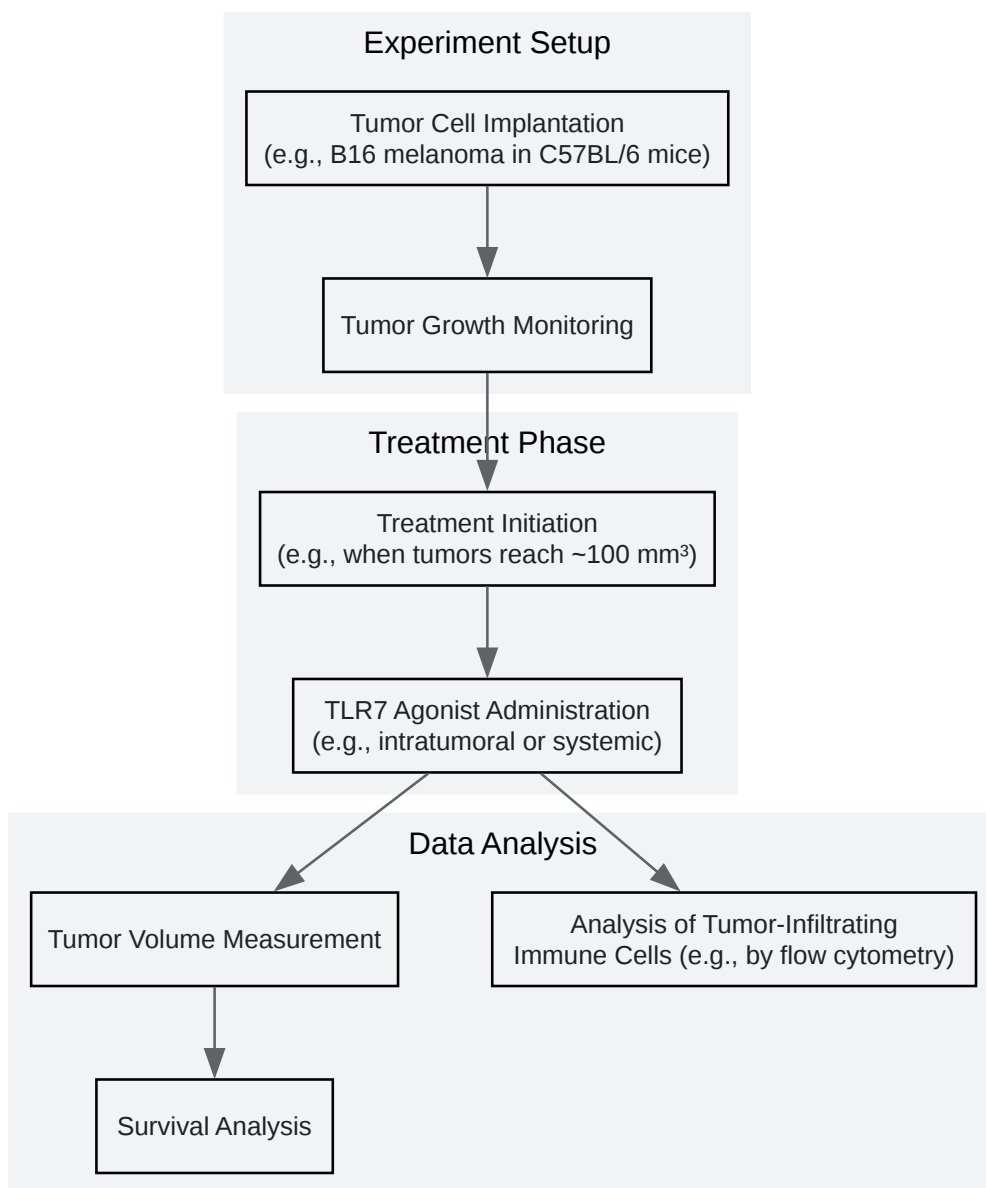 Experiment Setup
Tumor Cell Implantation
(e.g., B16 melanoma in C57BL/6 mice)
Tumor Growth Monitoring
Treatment Phase
Treatment Initiation
(e.g., when tumors reach ~100 mm³)
TLR7 Agonist Administration
(e.g., intratumoral or systemic)
Data Analysis
Tumor Volume Measurement
Analysis of Tumor-Infiltrating
Immune Cells (e.g., by flow cytometry)
Survival Analysis